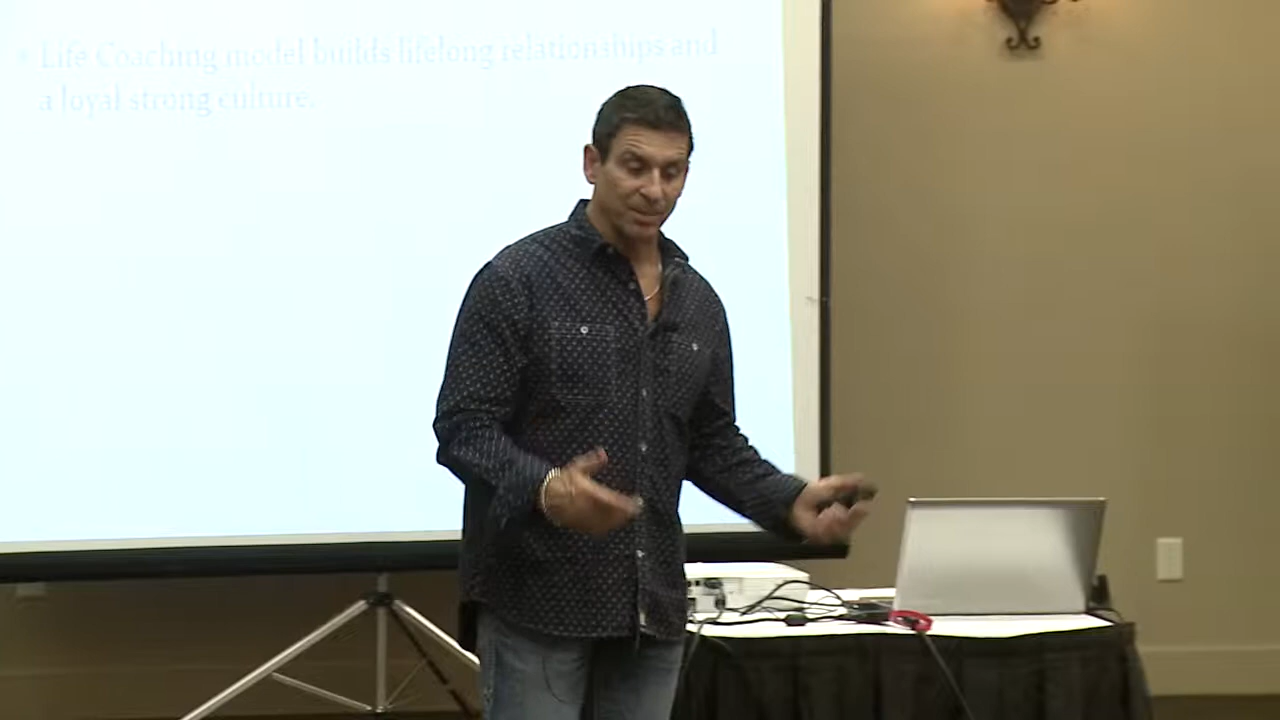 • Life Coaching model builds lifelong relationships and
a loyal strong culture.